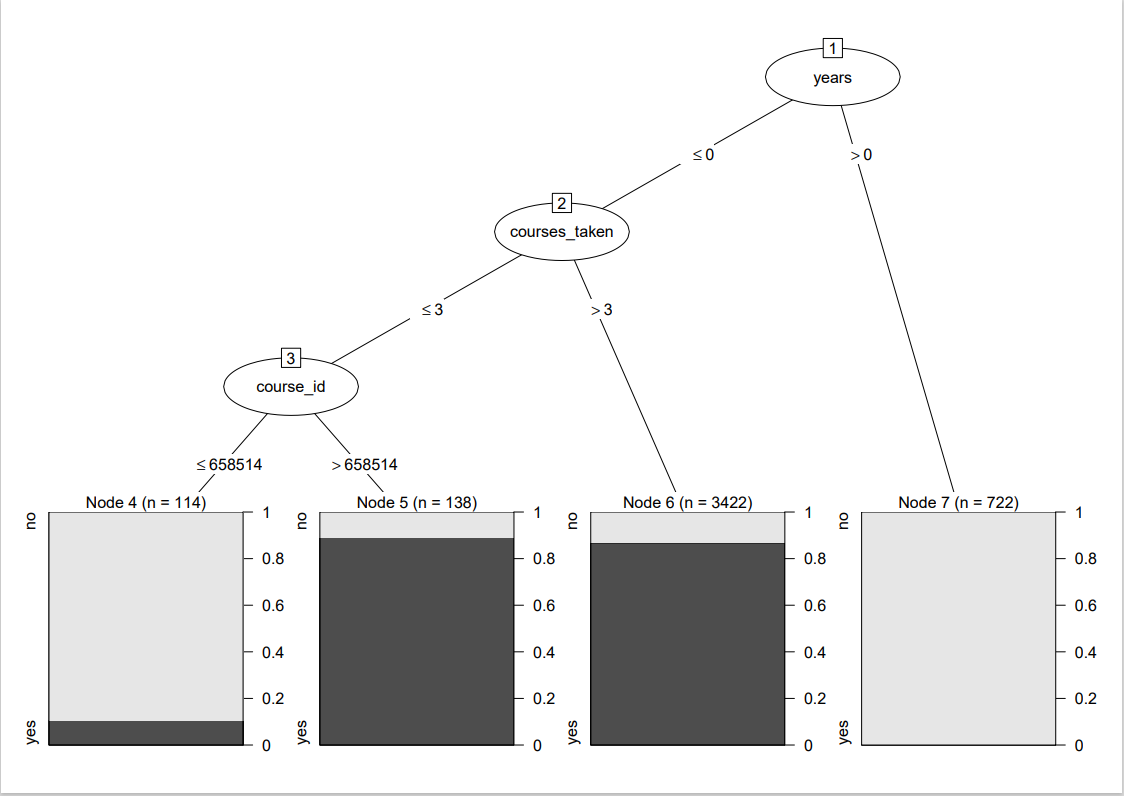 1
years
≤ 0
> 0
2
courses_taken
≤ 3
> 3
3
course_id
≤ 658514
> 658514
Node 4 (n = 114)
no
yes
1
0.8
0.6
0.4
0.2
0
Node 5 (n = 138)
no
yes
1
0.8
0.6
0.4
0.2
0
Node 6 (n = 3422)
no
yes
1
0.8
0.6
0.4
0.2
0
Node 7 (n = 722)
no
yes
1
0.8
0.6
0.4
0.2
0